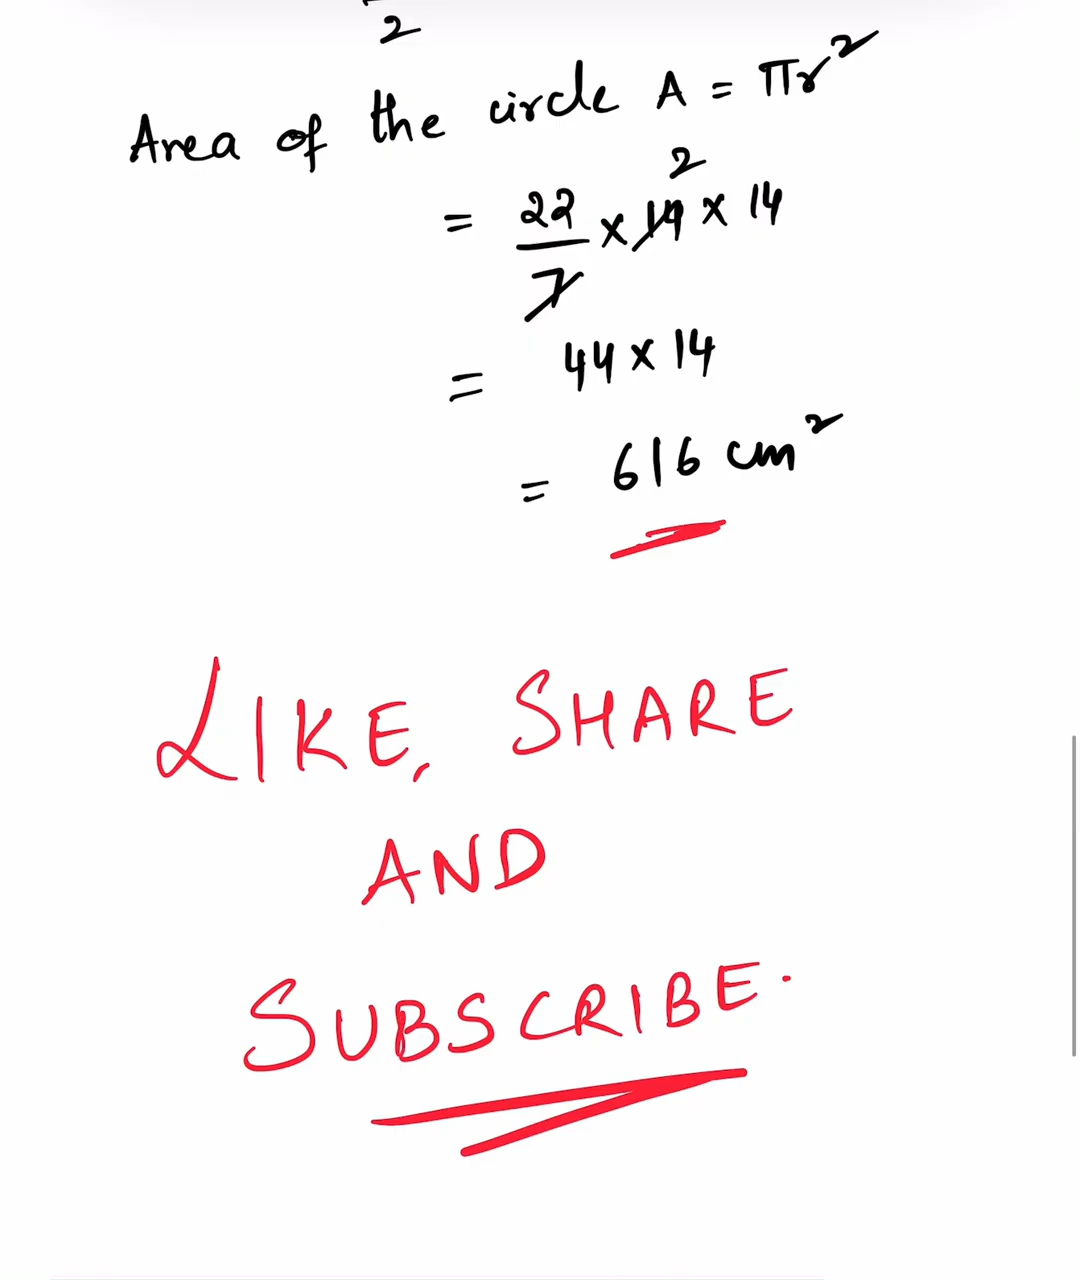 2
Area of the circle A = πr²
= 22/7 × 14 × 14
2
= 44 × 14
= 616 cm²
LIKE, SHARE
AND
SUBSCRIBE.